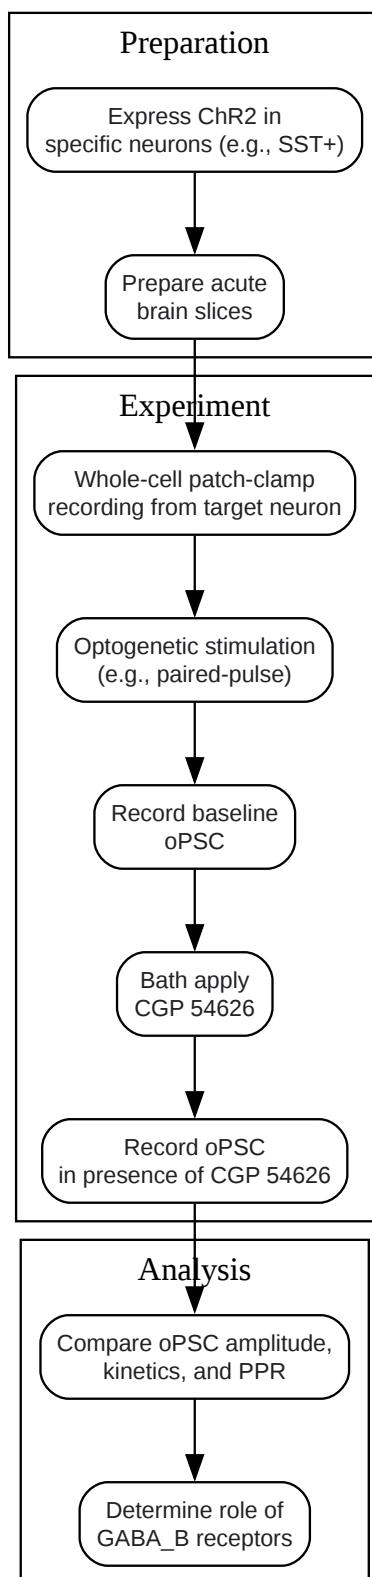 Preparation
Express ChR2 in
specific neurons (e.g., SST+)
Prepare acute
brain slices
Experiment
Whole-cell patch-clamp
recording from target neuron
Optogenetic stimulation
(e.g., paired-pulse)
Record baseline
oPSC
Bath apply
CGP 54626
Record oPSC
in presence of CGP 54626
Analysis
Compare oPSC amplitude,
kinetics, and PPR
Determine role of
GABA_B receptors